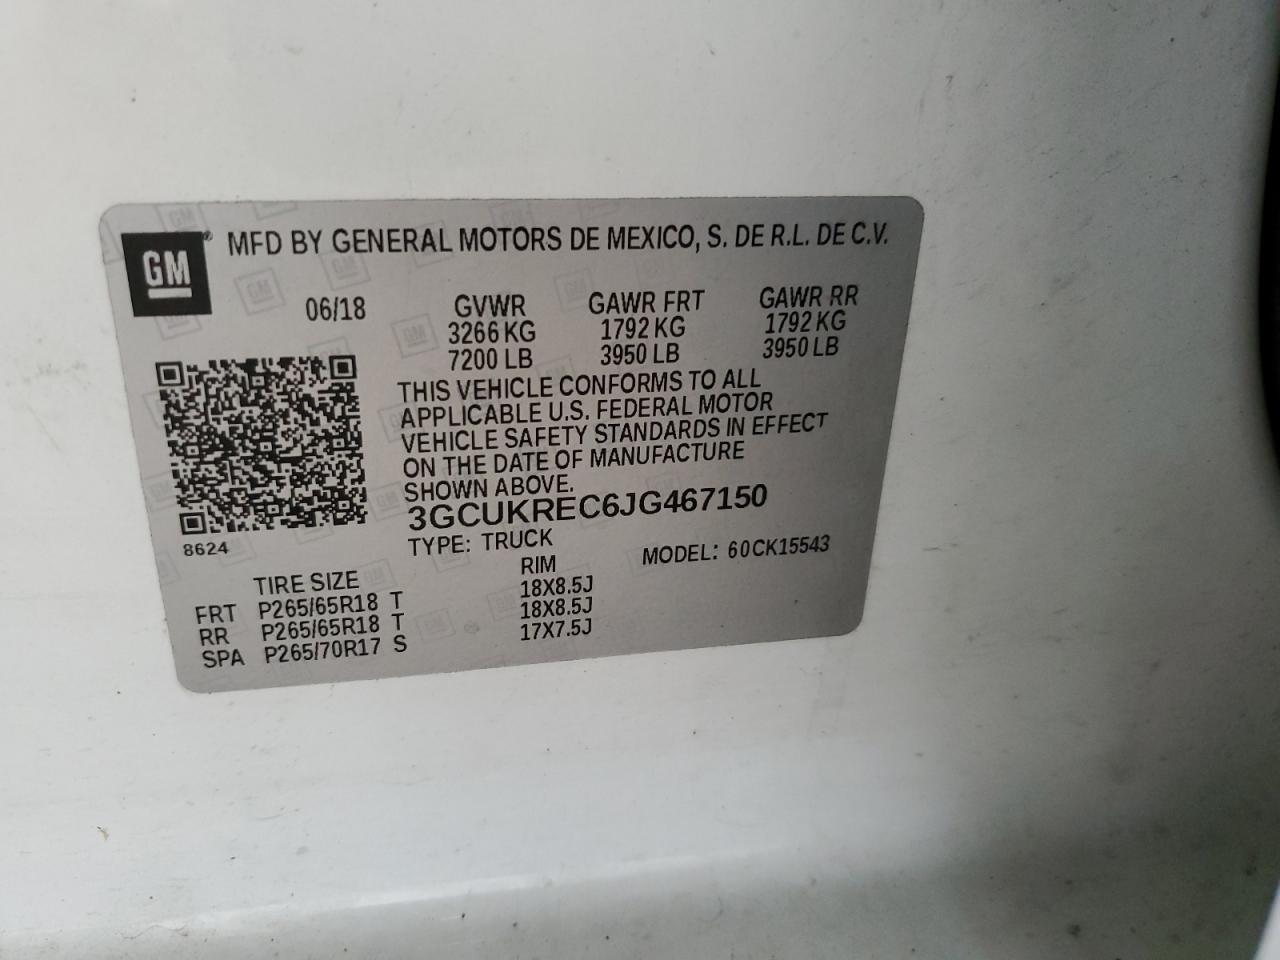 GM
MFD BY GENERAL MOTORS DE MEXICO, S. DE R.L. DE C.V.
06/18 GVWR GAWR FRT GAWR RR
3266 KG 1792 KG 1792 KG
7200 LB 3950 LB 3950 LB
THIS VEHICLE CONFORMS TO ALL
APPLICABLE U.S. FEDERAL MOTOR
VEHICLE SAFETY STANDARDS IN EFFECT
ON THE DATE OF MANUFACTURE
SHOWN ABOVE.
3GCUKREC6JG467150
8624
TYPE: TRUCK MODEL: 60CK15543
TIRE SIZE RIM
FRT P265/65R18 T 18X8.5J
RR P265/65R18 T 18X8.5J
SPA P265/70R17 S 17X7.5J